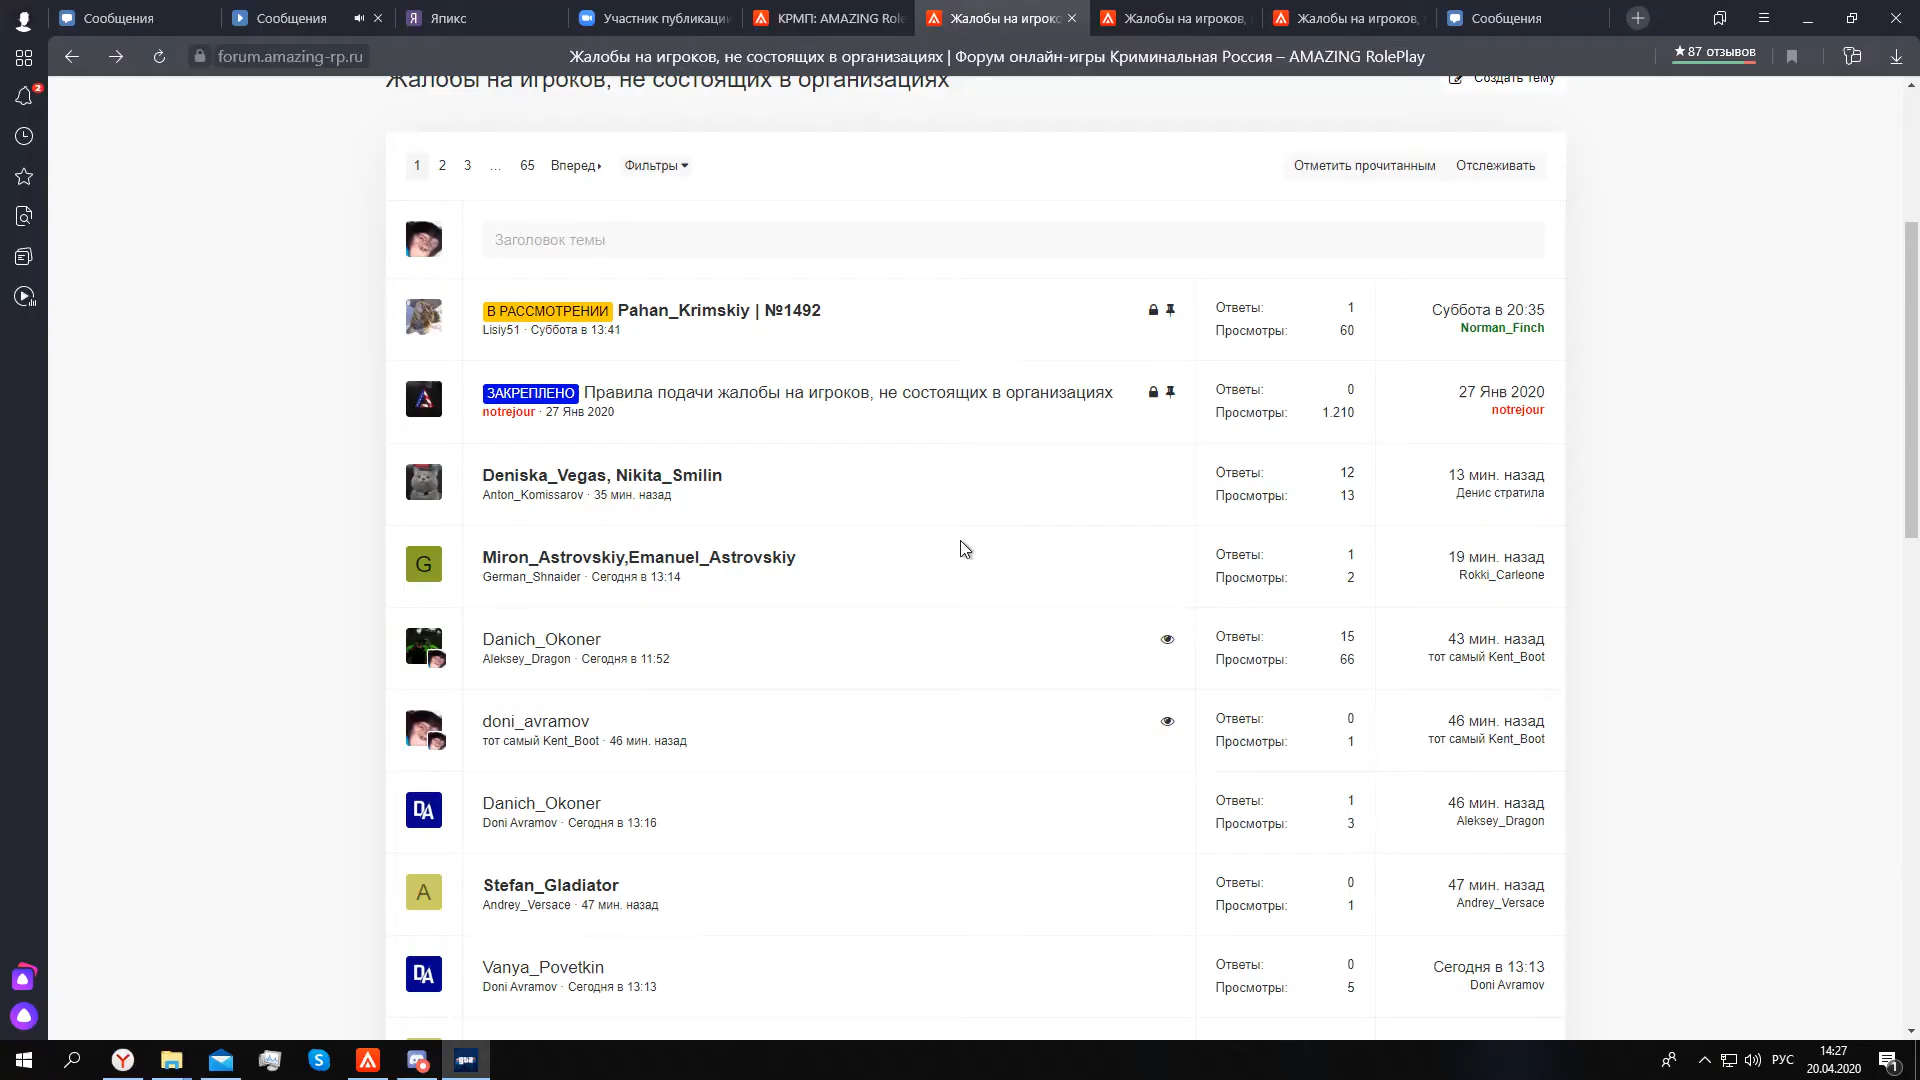 Сообщения
Сообщения
Япикс
Участник публикации
КРМП: AMAZING Role
Жалобы на игроко
Жалобы на игроков,
Жалобы на игроков,
Сообщения
forum.amazing-rp.ru
Жалобы на игроков, не состоящих в организациях | Форум онлайн-игры Криминальная Россия – AMAZING RolePlay
★ 87 отзывов
2
Жалобы на игроков, не состоящих в организациях
Создать тему
1 2 3 ... 65 Вперед Фильтры
Отметить прочитанным Отслеживать
Заголовок темы
В РАССМОТРЕНИИ Pahan_Krimskiy | №1492
Lisiy51 · Суббота в 13:41
Ответы: 1
Просмотры: 60
Суббота в 20:35
Norman_Finch
ЗАКРЕПЛЕНО Правила подачи жалобы на игроков, не состоящих в организациях
notrejour · 27 Янв 2020
Ответы: 0
Просмотры: 1.210
27 Янв 2020
notrejour
Deniska_Vegas, Nikita_Smilin
Anton_Komissarov · 35 мин. назад
Ответы: 12
Просмотры: 13
13 мин. назад
Денис стратила
G
Miron_Astrovskiy,Emanuel_Astrovskiy
German_Shnaider · Сегодня в 13:14
Ответы: 1
Просмотры: 2
19 мин. назад
Rokki_Carleone
Danich_Okoner
Aleksey_Dragon · Сегодня в 11:52
Ответы: 15
Просмотры: 66
43 мин. назад
тот самый Kent_Boot
doni_avramov
тот самый Kent_Boot · 46 мин. назад
Ответы: 0
Просмотры: 1
46 мин. назад
тот самый Kent_Boot
DA
Danich_Okoner
Doni Avramov · Сегодня в 13:16
Ответы: 1
Просмотры: 3
46 мин. назад
Aleksey_Dragon
A
Stefan_Gladiator
Andrey_Versace · 47 мин. назад
Ответы: 0
Просмотры: 1
47 мин. назад
Andrey_Versace
DA
Vanya_Povetkin
Doni Avramov · Сегодня в 13:13
Ответы: 0
Просмотры: 5
Сегодня в 13:13
Doni Avramov
gta
РУС
14:27
20.04.2020
1